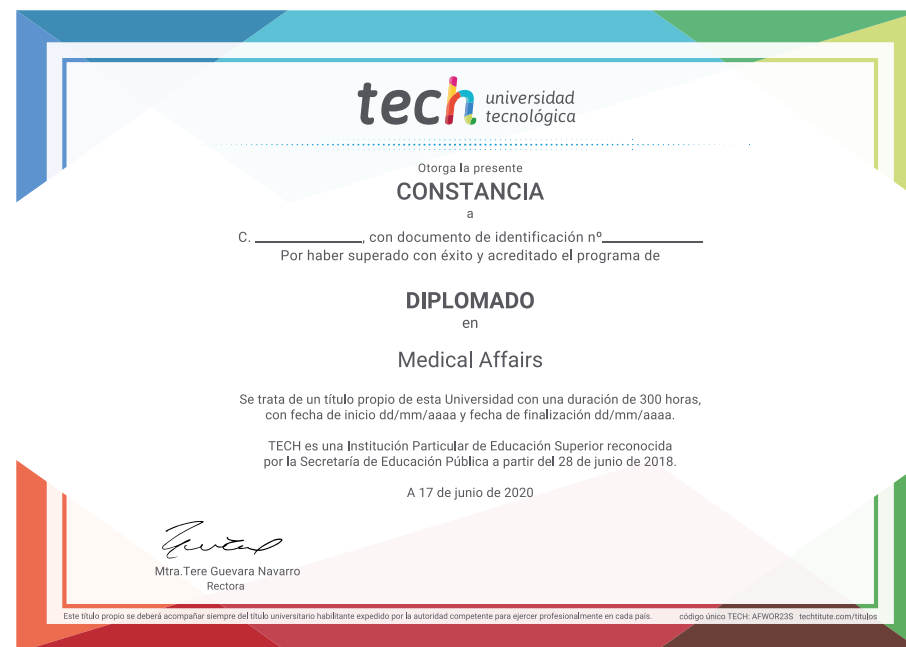 tech universidad
tecnológica
Otorga la presente
CONSTANCIA
a
C. ____________, con documento de identificación nº____________
Por haber superado con éxito y acreditado el programa de
DIPLOMADO
en
Medical Affairs
Se trata de un título propio de esta Universidad con una duración de 300 horas,
con fecha de inicio dd/mm/aaaa y fecha de finalización dd/mm/aaaa.
TECH es una Institución Particular de Educación Superior reconocida
por la Secretaría de Educación Pública a partir del 28 de junio de 2018.
A 17 de junio de 2020
Mtra.Tere Guevara Navarro
Rectora
Este título propio se deberá acompañar siempre del título universitario habilitante expedido por la autoridad competente para ejercer profesionalmente en cada país. código único TECH: AFWOR23S techtitute.com/titulos